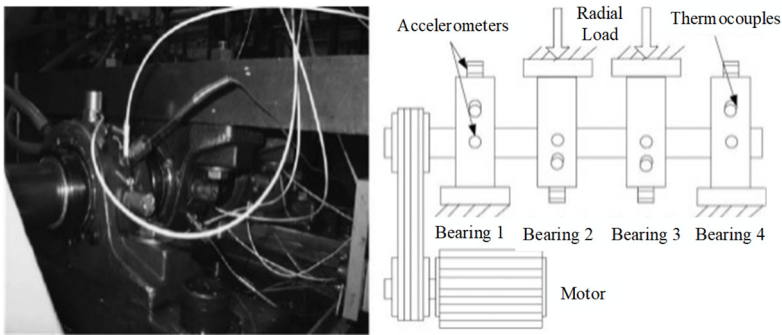 Accelerometers
Radial
Load
Thermocouples
Bearing 1
Bearing 2
Bearing 3
Bearing 4
Motor